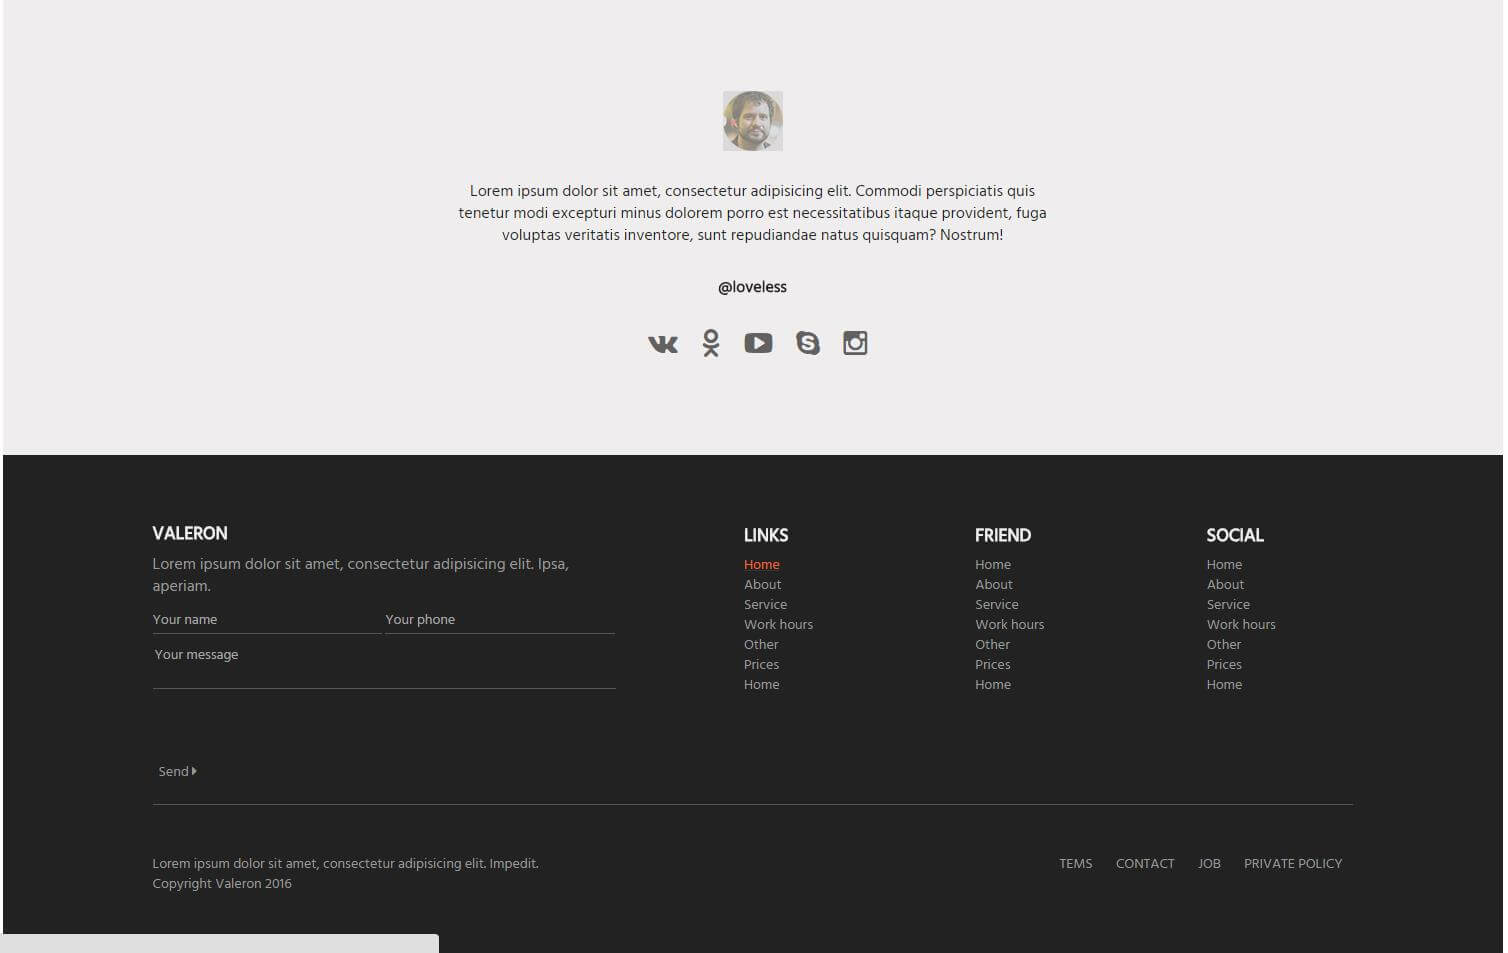 Lorem ipsum dolor sit amet, consectetur adipisicing elit. Commodi perspiciatis quis
tenetur modi excepturi minus dolorem porro est necessitatibus itaque provident, fuga
voluptas veritatis inventore, sunt repudiandae natus quisquam? Nostrum!
@loveless
VALERON
Lorem ipsum dolor sit amet, consectetur adipisicing elit. Ipsa,
aperiam.
Your name
Your phone
Your message
Send
LINKS
Home
About
Service
Work hours
Other
Prices
Home
FRIEND
Home
About
Service
Work hours
Other
Prices
Home
SOCIAL
Home
About
Service
Work hours
Other
Prices
Home
Lorem ipsum dolor sit amet, consectetur adipisicing elit. Impedit.
Copyright Valeron 2016
TEMS CONTACT JOB PRIVATE POLICY